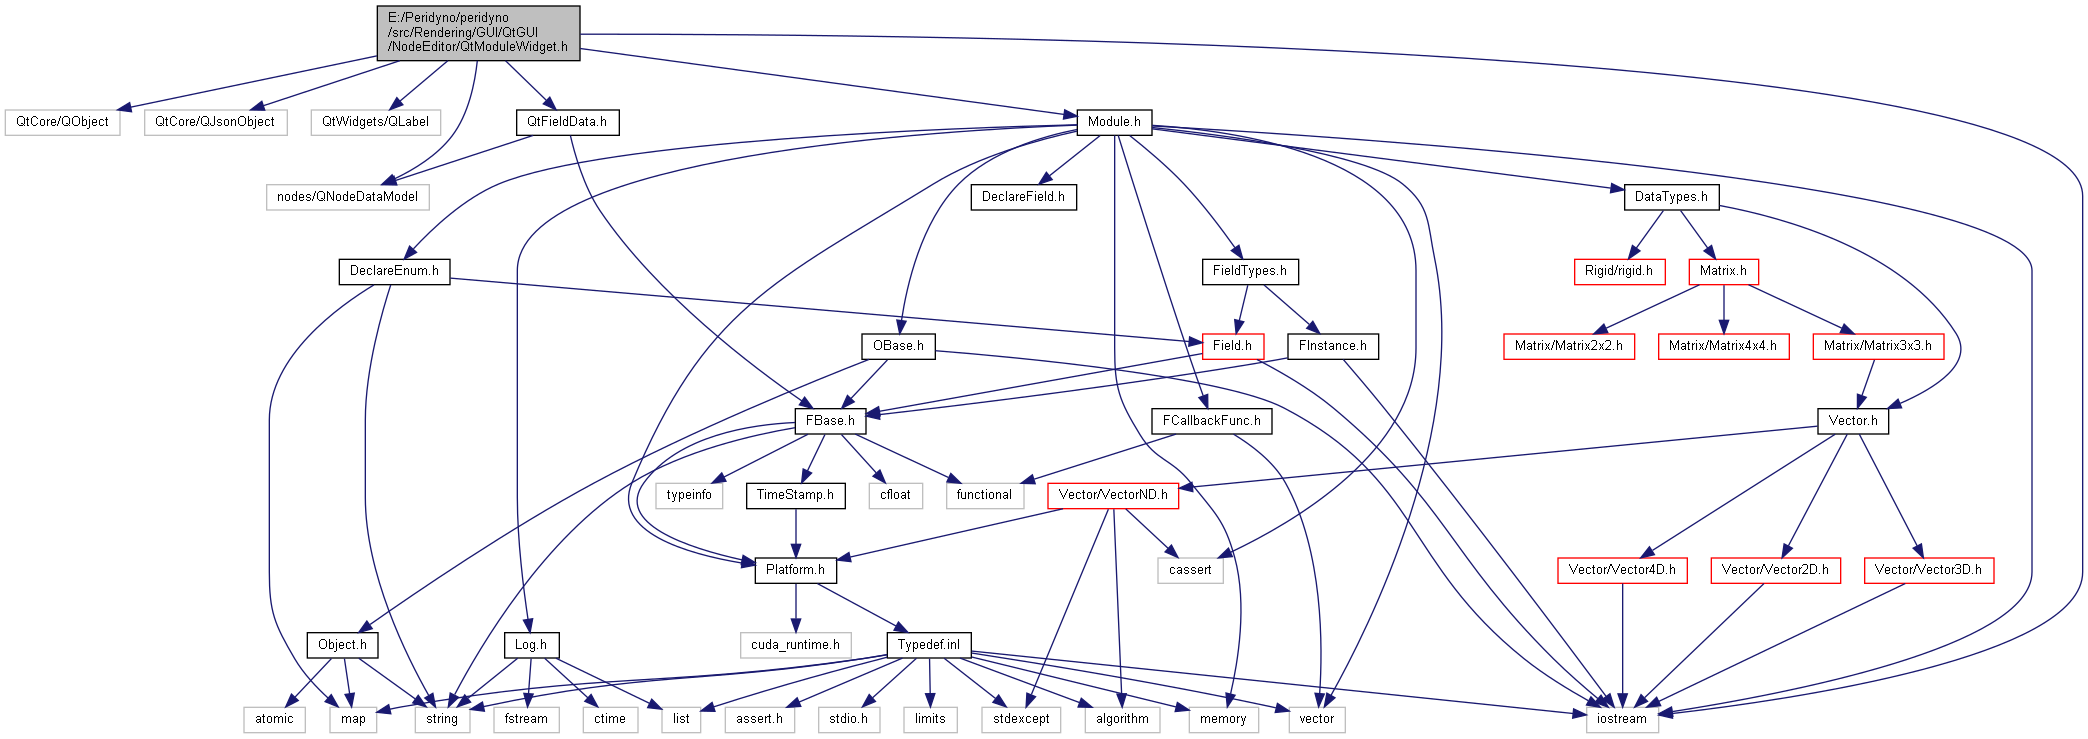 E:/Peridyno/peridyno
/src/Rendering/GUI/QtGUI
/NodeEditor/QtModuleWidget.h
QtCore/QObject
QtCore/QJsonObject
QtWidgets/QLabel
QtFieldData.h
Module.h
nodes/QNodeDataModel
DeclareField.h
DataTypes.h
DeclareEnum.h
FieldTypes.h
Rigid/rigid.h
Matrix.h
OBase.h
Field.h
FInstance.h
Matrix/Matrix2x2.h
Matrix/Matrix4x4.h
Matrix/Matrix3x3.h
FBase.h
FCallbackFunc.h
Vector.h
typeinfo
TimeStamp.h
cfloat
functional
Vector/VectorND.h
Platform.h
cassert
Vector/Vector4D.h
Vector/Vector2D.h
Vector/Vector3D.h
Object.h
Log.h
cuda_runtime.h
Typedef.inl
atomic
map
string
fstream
ctime
list
assert.h
stdio.h
limits
stdexcept
algorithm
memory
vector
iostream